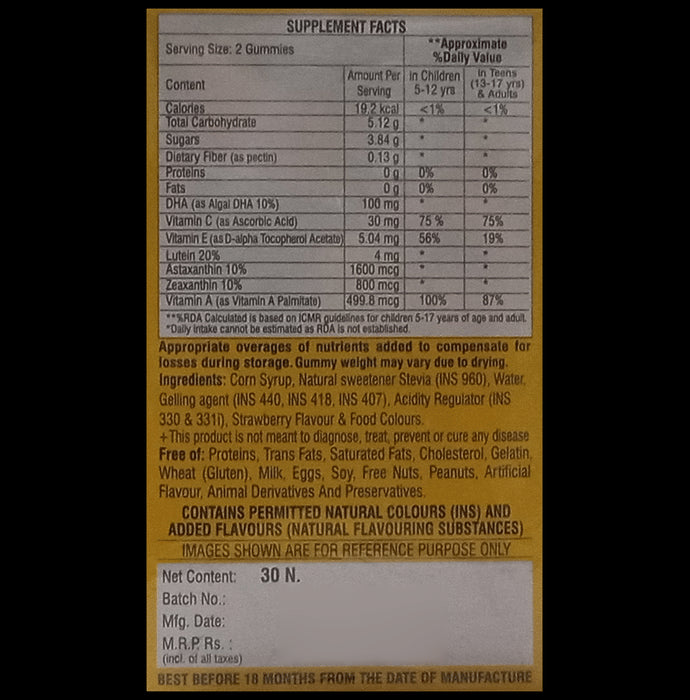 SUPPLEMENT FACTS
Serving Size: 2 Gummies
**Approximate
%Daily Value
Content
Amount Per
Serving
in Children
5-12 yrs
in Teens
(13-17 yrs)
& Adults
Calories 19.2 kcal <1% <1%
Total Carbohydrate 5.12 g * *
Sugars 3.84 g * *
Dietary Fiber (as pectin) 0.13 g * *
Proteins 0 g 0% 0%
Fats 0 g 0% 0%
DHA (as Algal DHA 10%) 100 mg * *
Vitamin C (as Ascorbic Acid) 30 mg 75 % 75%
Vitamin E (as D-alpha Tocopherol Acetate) 5.04 mg 56% 19%
Lutein 20% 4 mg * *
Astaxanthin 10% 1600 mcg * *
Zeaxanthin 10% 800 mcg * *
Vitamin A (as Vitamin A Palmitate) 499.8 mcg 100% 87%
**%RDA Calculated is based on ICMR guidelines for children 5-17 years of age and adult.
*Daily intake cannot be estimated as RDA is not established.
Appropriate overages of nutrients added to compensate for
losses during storage. Gummy weight may vary due to drying.
Ingredients: Corn Syrup, Natural sweetener Stevia (INS 960), Water,
Gelling agent (INS 440, INS 418, INS 407), Acidity Regulator (INS
330 & 331i), Strawberry Flavour & Food Colours.
+This product is not meant to diagnose, treat, prevent or cure any disease
Free of: Proteins, Trans Fats, Saturated Fats, Cholesterol, Gelatin,
Wheat (Gluten), Milk, Eggs, Soy, Free Nuts, Peanuts, Artificial
Flavour, Animal Derivatives And Preservatives.
CONTAINS PERMITTED NATURAL COLOURS (INS) AND
ADDED FLAVOURS (NATURAL FLAVOURING SUBSTANCES)
IMAGES SHOWN ARE FOR REFERENCE PURPOSE ONLY
Net Content: 30 N.
Batch No.:
Mfg. Date:
M.R.P. Rs. :
(incl. of all taxes)
BEST BEFORE 18 MONTHS FROM THE DATE OF MANUFACTURE